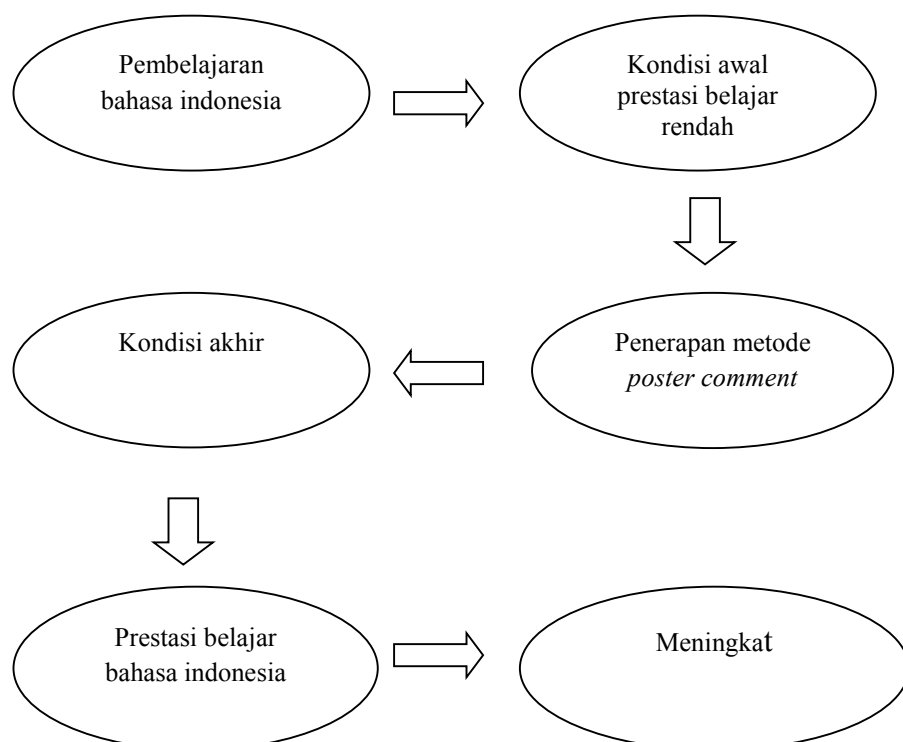 Pembelajaran
bahasa indonesia
Kondisi awal
prestasi belajar
rendah
Penerapan metode
poster comment
Kondisi akhir
Prestasi belajar
bahasa indonesia
Meningkat